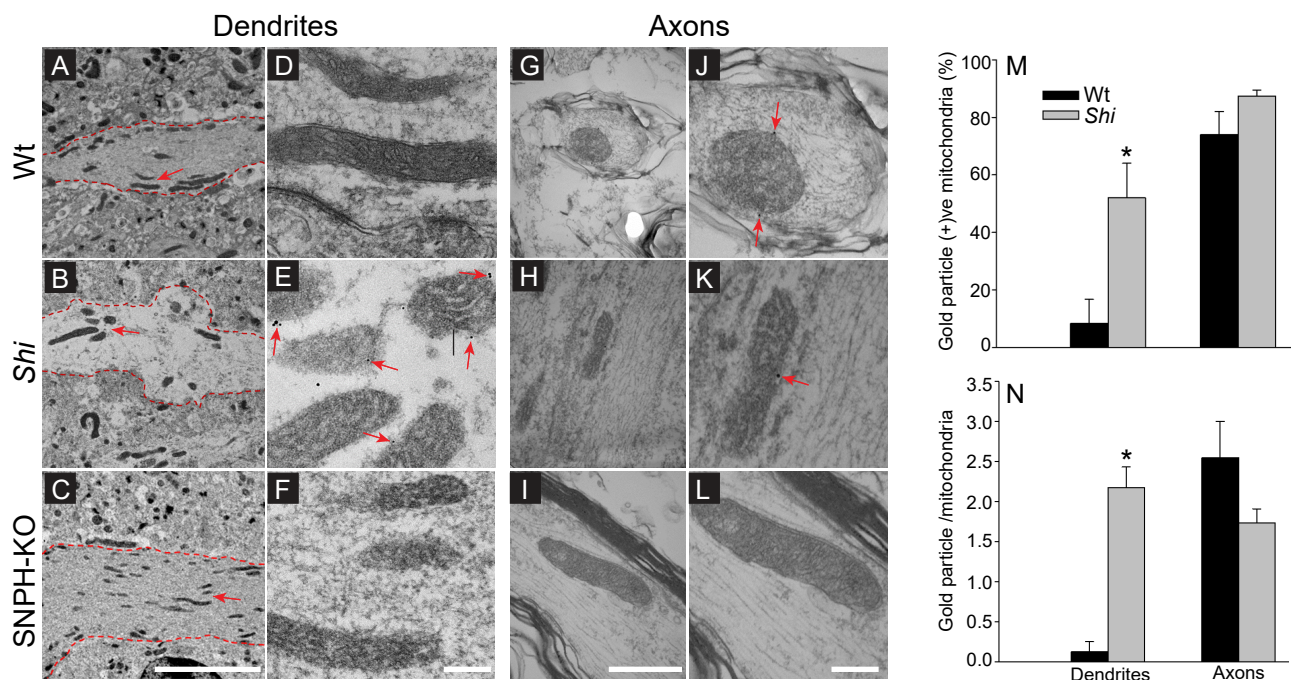 Dendrites
Axons
Wt
A
D
G
J
Shi
B
E
H
K
SNPH-KO
C
F
I
L
M
Gold particle (+)ve mitochondria (%)
100
80
60
40
20
0
Wt
Shi
*
N
Gold particle /mitochondria
3.5
3.0
2.5
2.0
1.5
1.0
0.5
0.0
*
Dendrites
Axons